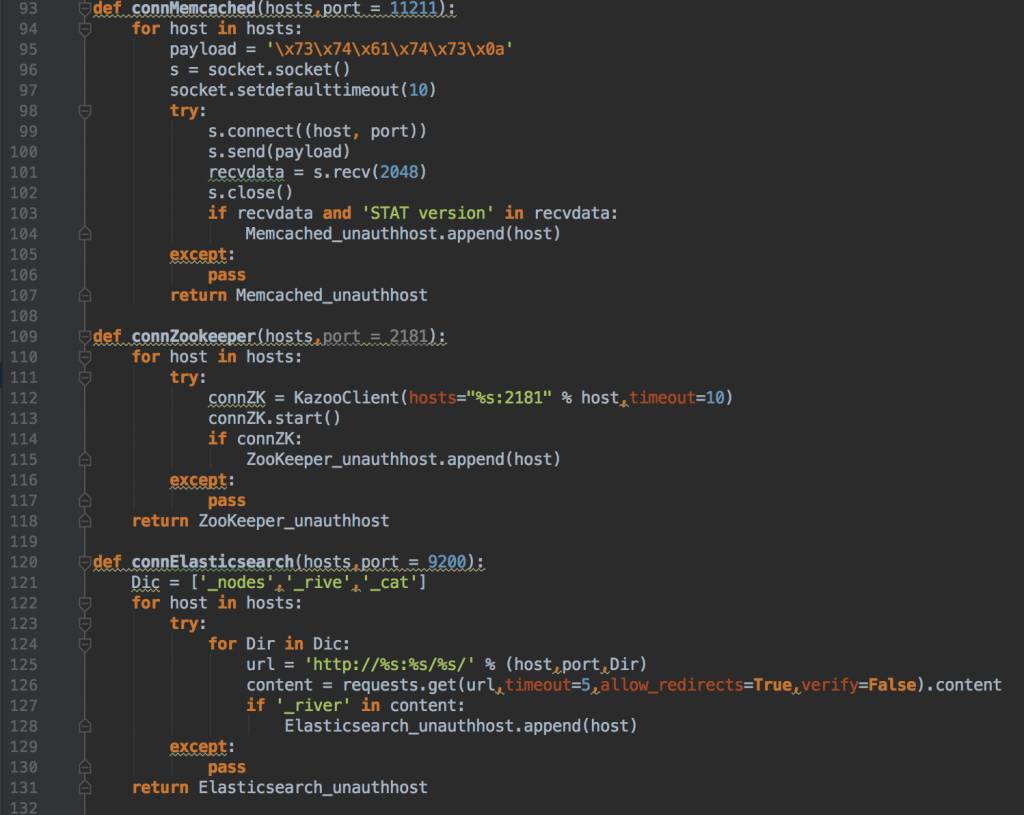 93 def connMemcached(hosts,port = 11211):
94     for host in hosts:
95         payload = '\x73\x74\x61\x74\x73\x0a'
96         s = socket.socket()
97         socket.setdefaulttimeout(10)
98         try:
99             s.connect((host, port))
100             s.send(payload)
101             recvdata = s.recv(2048)
102             s.close()
103             if recvdata and 'STAT version' in recvdata:
104                 Memcached_unauthhost.append(host)
105         except:
106             pass
107         return Memcached_unauthhost
108
109 def connZookeeper(hosts,port = 2181):
110     for host in hosts:
111         try:
112             connZK = KazooClient(hosts="%s:2181" % host,timeout=10)
113             connZK.start()
114             if connZK:
115                 ZooKeeper_unauthhost.append(host)
116         except:
117             pass
118     return ZooKeeper_unauthhost
119
120 def connElasticsearch(hosts,port = 9200):
121     Dic = ['_nodes','_rive','_cat']
122     for host in hosts:
123         try:
124             for Dir in Dic:
125                 url = 'http://%s:%s/%s/' % (host,port,Dir)
126                 content = requests.get(url,timeout=5,allow_redirects=True,verify=False).content
127                 if '_river' in content:
128                     Elasticsearch_unauthhost.append(host)
129         except:
130             pass
131     return Elasticsearch_unauthhost
132